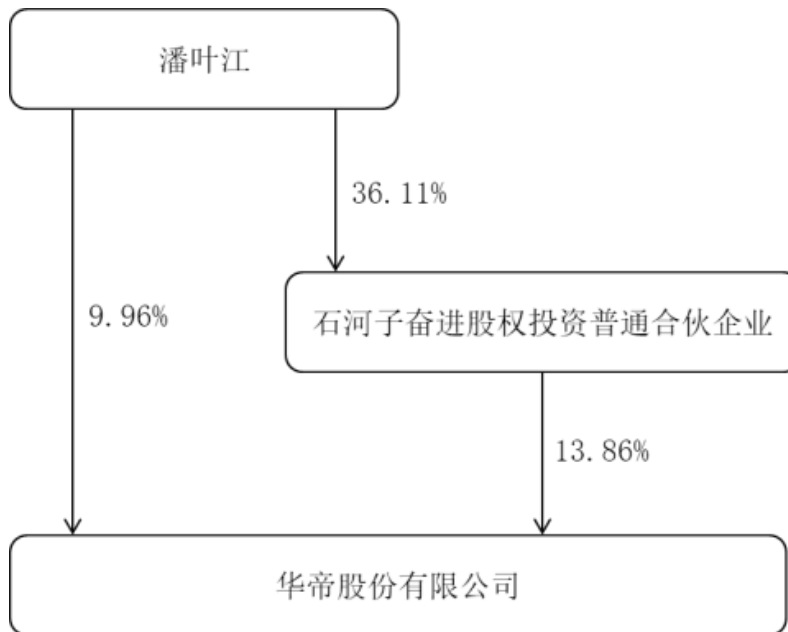 潘叶江
36.11%
9.96%
石河子奋进股权投资普通合伙企业
13.86%
华帝股份有限公司